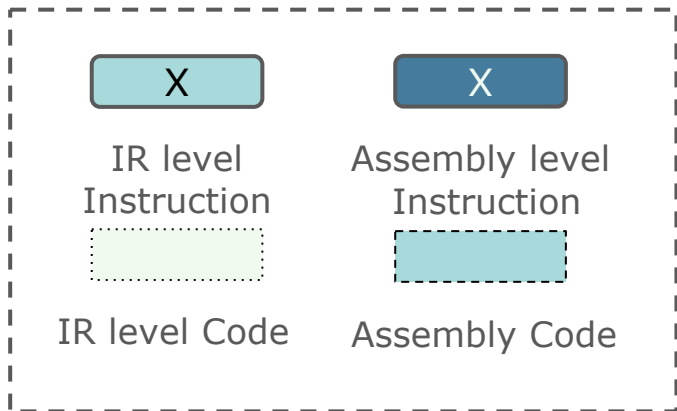 X
X
IR level
Instruction
Assembly level
Instruction
IR level Code
Assembly Code